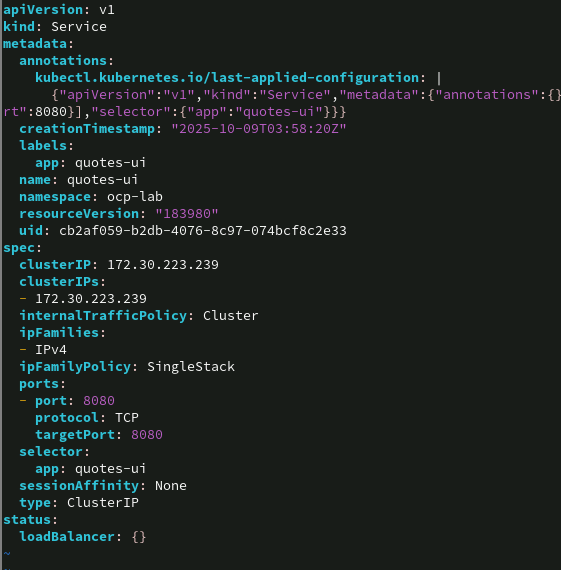 apiVersion: v1
kind: Service
metadata:
  annotations:
    kubectl.kubernetes.io/last-applied-configuration: |
      {"apiVersion":"v1","kind":"Service","metadata":{"annotations":{}
rt":8080}],"selector":{"app":"quotes-ui"}}}
  creationTimestamp: "2025-10-09T03:58:20Z"
  labels:
    app: quotes-ui
  name: quotes-ui
  namespace: ocp-lab
  resourceVersion: "183980"
  uid: cb2af059-b2db-4076-8c97-074bcf8c2e33
spec:
  clusterIP: 172.30.223.239
  clusterIPs:
  - 172.30.223.239
  internalTrafficPolicy: Cluster
  ipFamilies:
  - IPv4
  ipFamilyPolicy: SingleStack
  ports:
  - port: 8080
    protocol: TCP
    targetPort: 8080
  selector:
    app: quotes-ui
  sessionAffinity: None
  type: ClusterIP
status:
  loadBalancer: {}
~